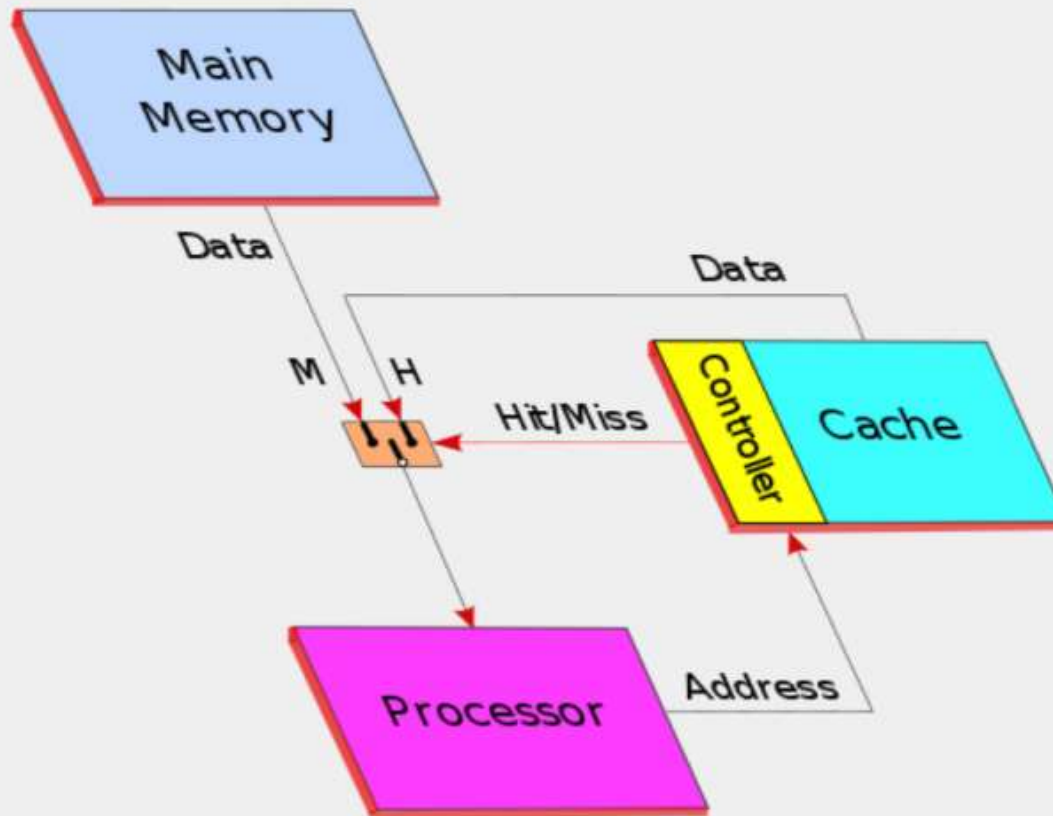 Main
Memory
Data
Data
M
H
Hit/Miss
Controller
Cache
Address
Processor